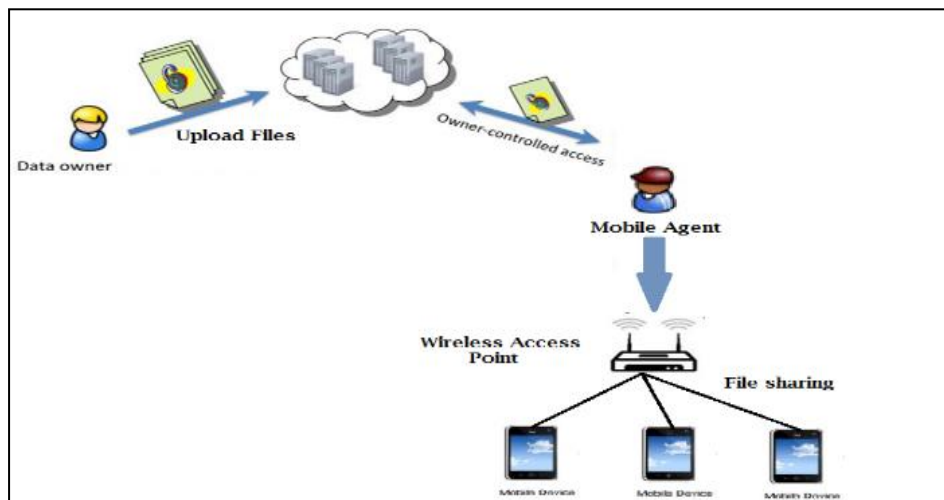 Upload Files
Data owner
Owner-controlled access
Mobile Agent
Wireless Access
Point
File sharing
Mobile Device
Mobile Device
Mobile Device